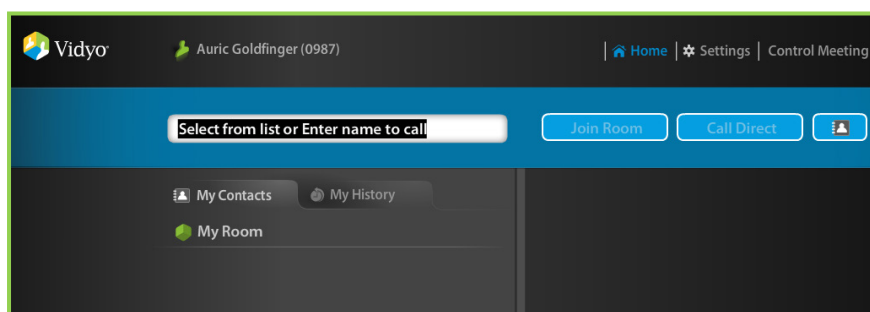 Vidyo
Auric Goldfinger (0987)
Home
Settings
Control Meeting
Select from list or Enter name to call
Join Room
Call Direct
My Contacts
My History
My Room